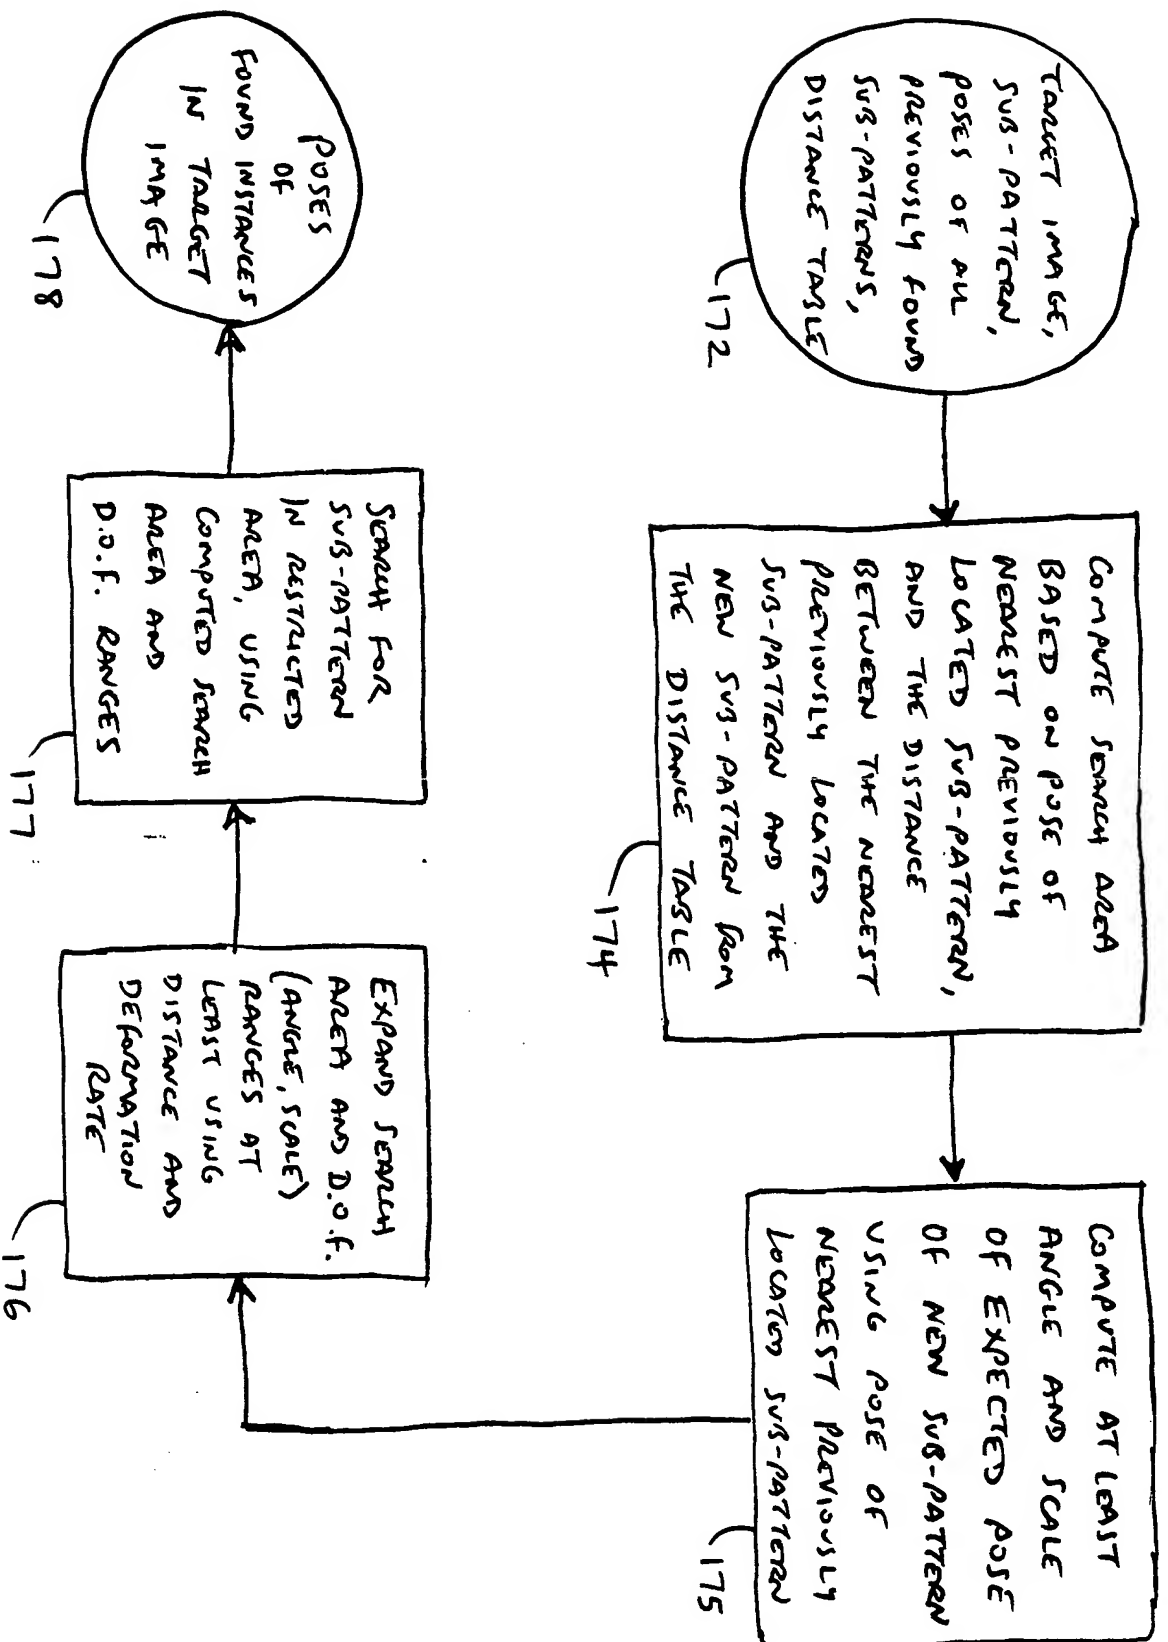 TARGET IMAGE,
SUB-PATTERN,
POSES OF ALL
PREVIOUSLY FOUND
SUB-PATTERNS,
DISTANCE TABLE
172
COMPUTE SEARCH AREA
BASED ON POSE OF
NEAREST PREVIOUSLY
LOCATED SUB-PATTERN,
AND THE DISTANCE
BETWEEN THE NEAREST
PREVIOUSLY LOCATED
SUB-PATTERN AND THE
NEW SUB-PATTERN FROM
THE DISTANCE TABLE
174
COMPUTE AT LEAST
ANGLE AND SCALE
OF EXPECTED POSE
OF NEW SUB-PATTERN
USING POSE OF
NEAREST PREVIOUSLY
LOCATED SUB-PATTERN
175
EXPAND SEARCH
AREA AND D.O.F.
(ANGLE, SCALE)
RANGES AT
LEAST USING
DISTANCE AND
DEFORMATION
RATE
176
SEARCH FOR
SUB-PATTERN
IN RESTRICTED
AREA, USING
COMPUTED SEARCH
AREA AND
D.O.F. RANGES
177
POSES
OF
FOUND INSTANCES
IN TARGET
IMAGE
178